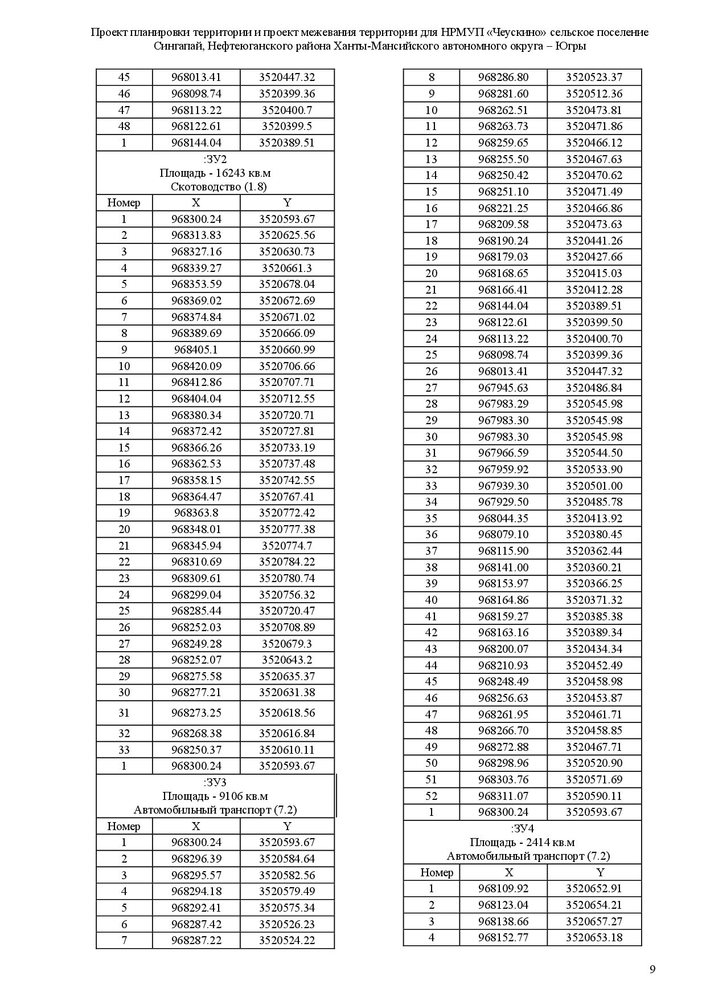 Проект планировки территории и проект межевания территории для НРМУП «Чеускино» сельское поселение
Сингапай, Нефтеюганского района Ханты-Мансийского автономного округа – Югры
45 968013.41 3520447.32
46 968098.74 3520399.36
47 968113.22 3520400.7
48 968122.61 3520399.5
1 968144.04 3520389.51
:ЗУ2
Площадь - 16243 кв.м
Скотоводство (1.8)
Номер X Y
1 968300.24 3520593.67
2 968313.83 3520625.56
3 968327.16 3520630.73
4 968339.27 3520661.3
5 968353.59 3520678.04
6 968369.02 3520672.69
7 968374.84 3520671.02
8 968389.69 3520666.09
9 968405.1 3520660.99
10 968420.09 3520706.66
11 968412.86 3520707.71
12 968404.04 3520712.55
13 968380.34 3520720.71
14 968372.42 3520727.81
15 968366.26 3520733.19
16 968362.53 3520737.48
17 968358.15 3520742.55
18 968364.47 3520767.41
19 968363.8 3520772.42
20 968348.01 3520777.38
21 968345.94 3520774.7
22 968310.69 3520784.22
23 968309.61 3520780.74
24 968299.04 3520756.32
25 968285.44 3520720.47
26 968252.03 3520708.89
27 968249.28 3520679.3
28 968252.07 3520643.2
29 968275.58 3520635.37
30 968277.21 3520631.38
31 968273.25 3520618.56
32 968268.38 3520616.84
33 968250.37 3520610.11
1 968300.24 3520593.67
:ЗУ3
Площадь - 9106 кв.м
Автомобильный транспорт (7.2)
Номер X Y
1 968300.24 3520593.67
2 968296.39 3520584.64
3 968295.57 3520582.56
4 968294.18 3520579.49
5 968292.41 3520575.34
6 968287.42 3520526.23
7 968287.22 3520524.22
8 968286.80 3520523.37
9 968281.60 3520512.36
10 968262.51 3520473.81
11 968263.73 3520471.86
12 968259.65 3520466.12
13 968255.50 3520467.63
14 968250.42 3520470.62
15 968251.10 3520471.49
16 968221.25 3520466.86
17 968209.58 3520473.63
18 968190.24 3520441.26
19 968179.03 3520427.66
20 968168.65 3520415.03
21 968166.41 3520412.28
22 968144.04 3520389.51
23 968122.61 3520399.50
24 968113.22 3520400.70
25 968098.74 3520399.36
26 968013.41 3520447.32
27 967945.63 3520486.84
28 967983.29 3520545.98
29 967983.30 3520545.98
30 967983.30 3520545.98
31 967966.59 3520544.50
32 967959.92 3520533.90
33 967939.30 3520501.00
34 967929.50 3520485.78
35 968044.35 3520413.92
36 968079.10 3520380.45
37 968115.90 3520362.44
38 968141.00 3520360.21
39 968153.97 3520366.25
40 968164.86 3520371.32
41 968159.27 3520385.38
42 968163.16 3520389.34
43 968200.07 3520434.34
44 968210.93 3520452.49
45 968248.49 3520458.98
46 968256.63 3520453.87
47 968261.95 3520461.71
48 968266.70 3520458.85
49 968272.88 3520467.71
50 968298.96 3520520.90
51 968303.76 3520571.69
52 968311.07 3520590.11
1 968300.24 3520593.67
:ЗУ4
Площадь - 2414 кв.м
Автомобильный транспорт (7.2)
Номер X Y
1 968109.92 3520652.91
2 968123.04 3520654.21
3 968138.66 3520657.27
4 968152.77 3520653.18
9